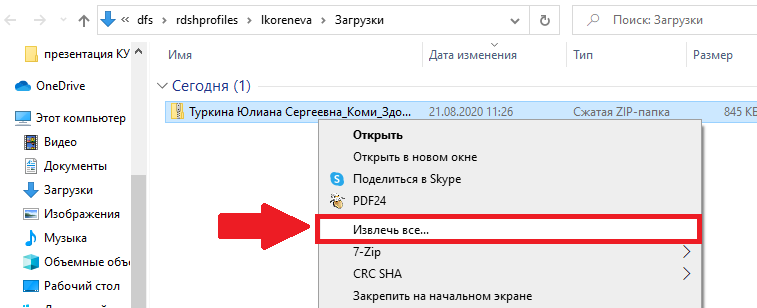 dfs > rdshprofiles > lkoreneva > Загрузки
Поиск: Загрузки
презентация КУ
OneDrive
Этот компьютер
Видео
Документы
Загрузки
Изображения
Музыка
Объемные объе
Рабочий стол
Имя
Дата изменения
Тип
Размер
Сегодня (1)
Туркина Юлиана Сергеевна_Коми_Здо...
21.08.2020 11:26
Сжатая ZIP-папка
845 КБ
Открыть
Открыть в новом окне
Поделиться в Skype
PDF24
Извлечь все...
7-Zip
CRC SHA
Закрепить на начальном экране